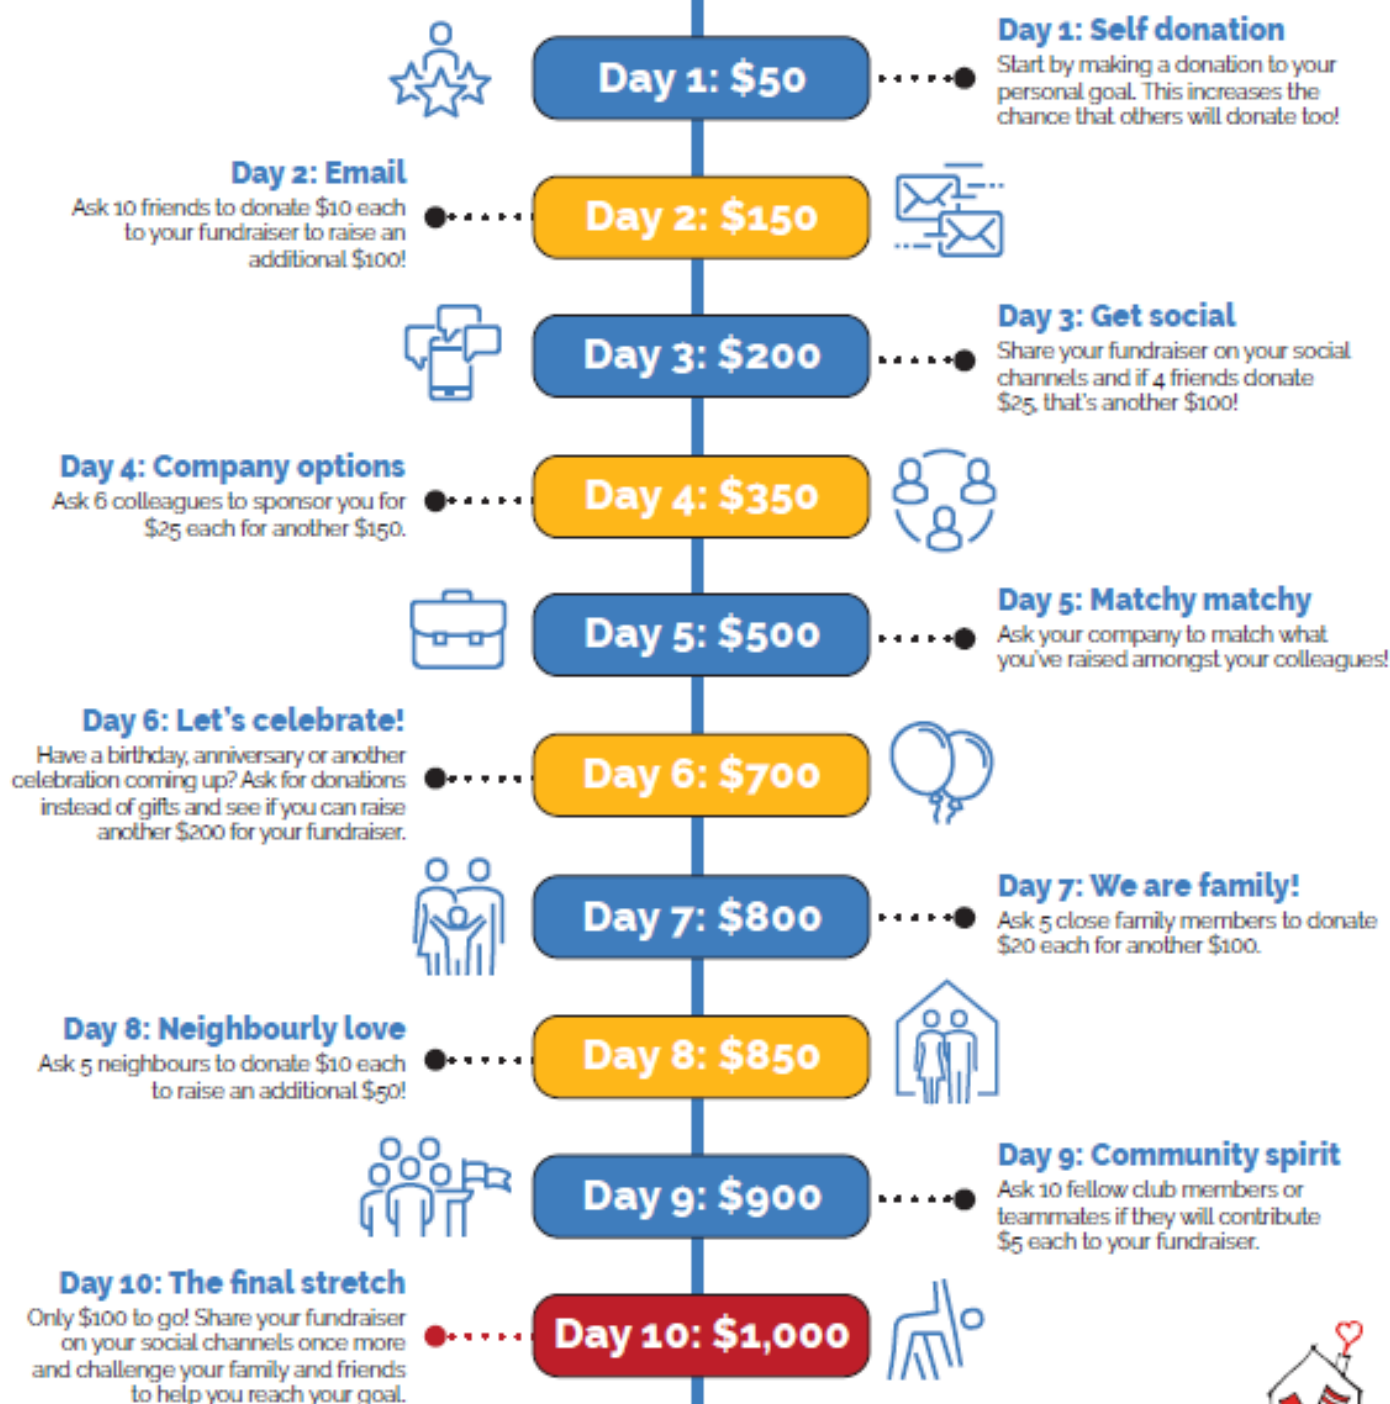 Day 1: $50
Day 1: Self donation
Start by making a donation to your
personal goal. This increases the
chance that others will donate too!
Day 2: Email
Ask 10 friends to donate $10 each
to your fundraiser to raise an
additional $100!
Day 2: $150
Day 3: $200
Day 3: Get social
Share your fundraiser on your social
channels and if 4 friends donate
$25, that's another $100!
Day 4: Company options
Ask 6 colleagues to sponsor you for
$25 each for another $150.
Day 4: $350
Day 5: $500
Day 5: Matchy matchy
Ask your company to match what
you've raised amongst your colleagues!
Day 6: Let's celebrate!
Have a birthday, anniversary or another
celebration coming up? Ask for donations
instead of gifts and see if you can raise
another $200 for your fundraiser.
Day 6: $700
Day 7: $800
Day 7: We are family!
Ask 5 close family members to donate
$20 each for another $100.
Day 8: Neighbourly love
Ask 5 neighbours to donate $10 each
to raise an additional $50!
Day 8: $850
Day 9: $900
Day 9: Community spirit
Ask 10 fellow club members or
teammates if they will contribute
$5 each to your fundraiser.
Day 10: The final stretch
Only $100 to go! Share your fundraiser
on your social channels once more
and challenge your family and friends
to help you reach your goal.
Day 10: $1,000